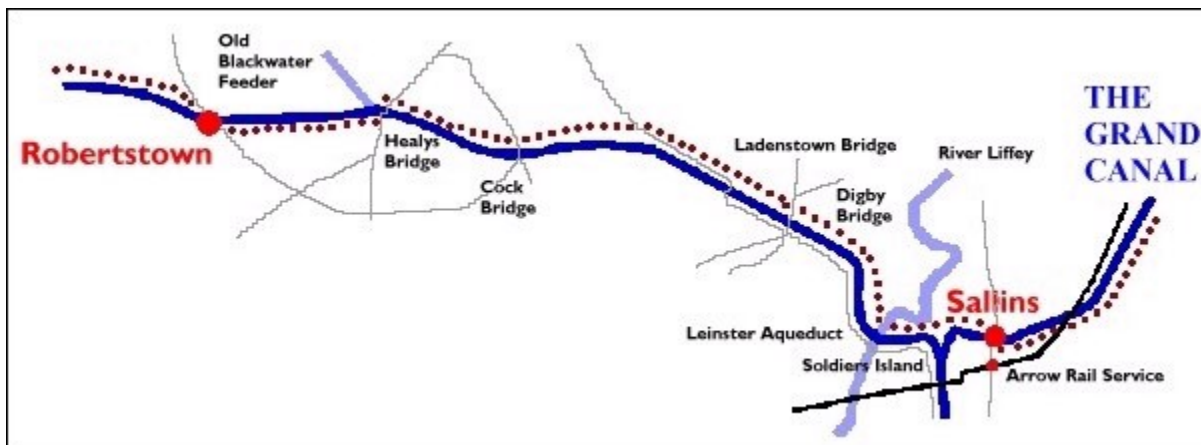 Old
Blackwater
Feeder
THE
GRAND
CANAL
Robertstown
Healys
Bridge
Cock
Bridge
Ladenstown Bridge
River Liffey
Digby
Bridge
Sallins
Leinster Aqueduct
Soldiers Island
Arrow Rail Service